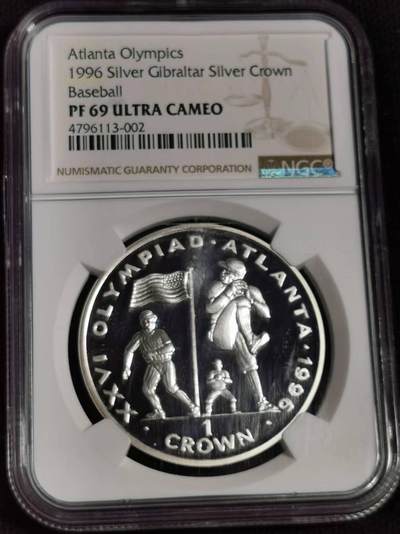 Atlanta Olympics
1996 Silver Gibraltar Silver Crown
Baseball
PF 69 ULTRA CAMEO
4796113-002
NUMISMATIC GUARANTY CORPORATION
NGC®
XXVI OLYMPIAD · ATLANTA · 1996 ·
1
CROWN